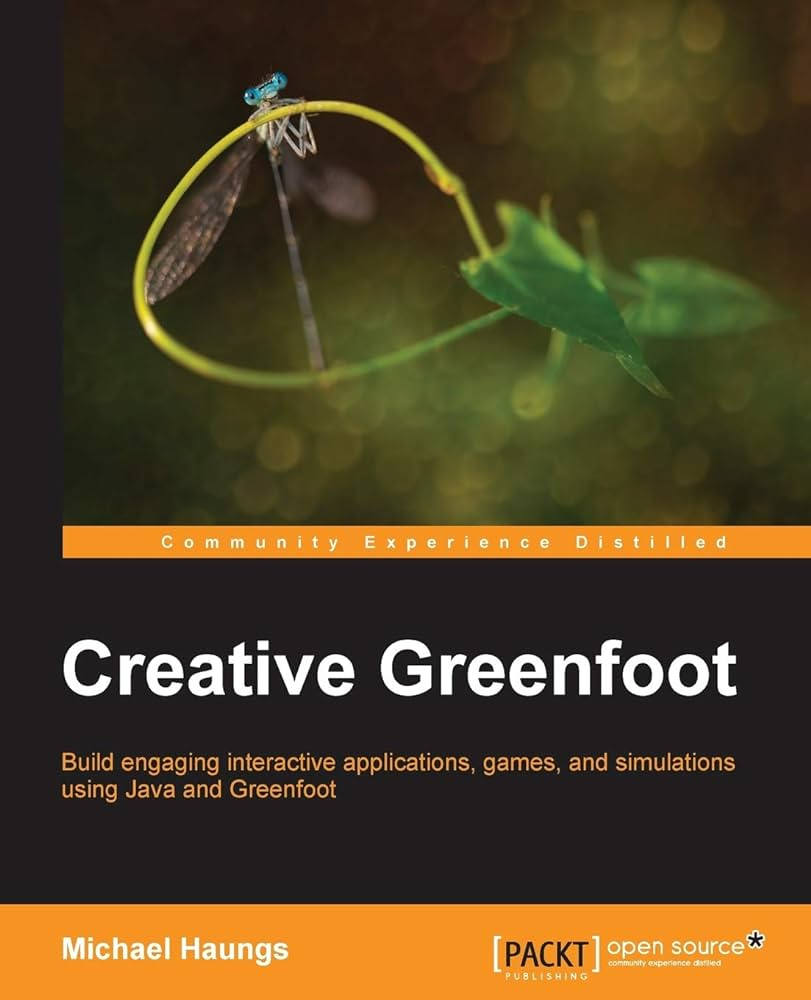 Community Experience Distilled
Creative Greenfoot
Build engaging interactive applications, games, and simulations
using Java and Greenfoot
Michael Haungs
[PACKT] open source*
PUBLISHING community experience distilled